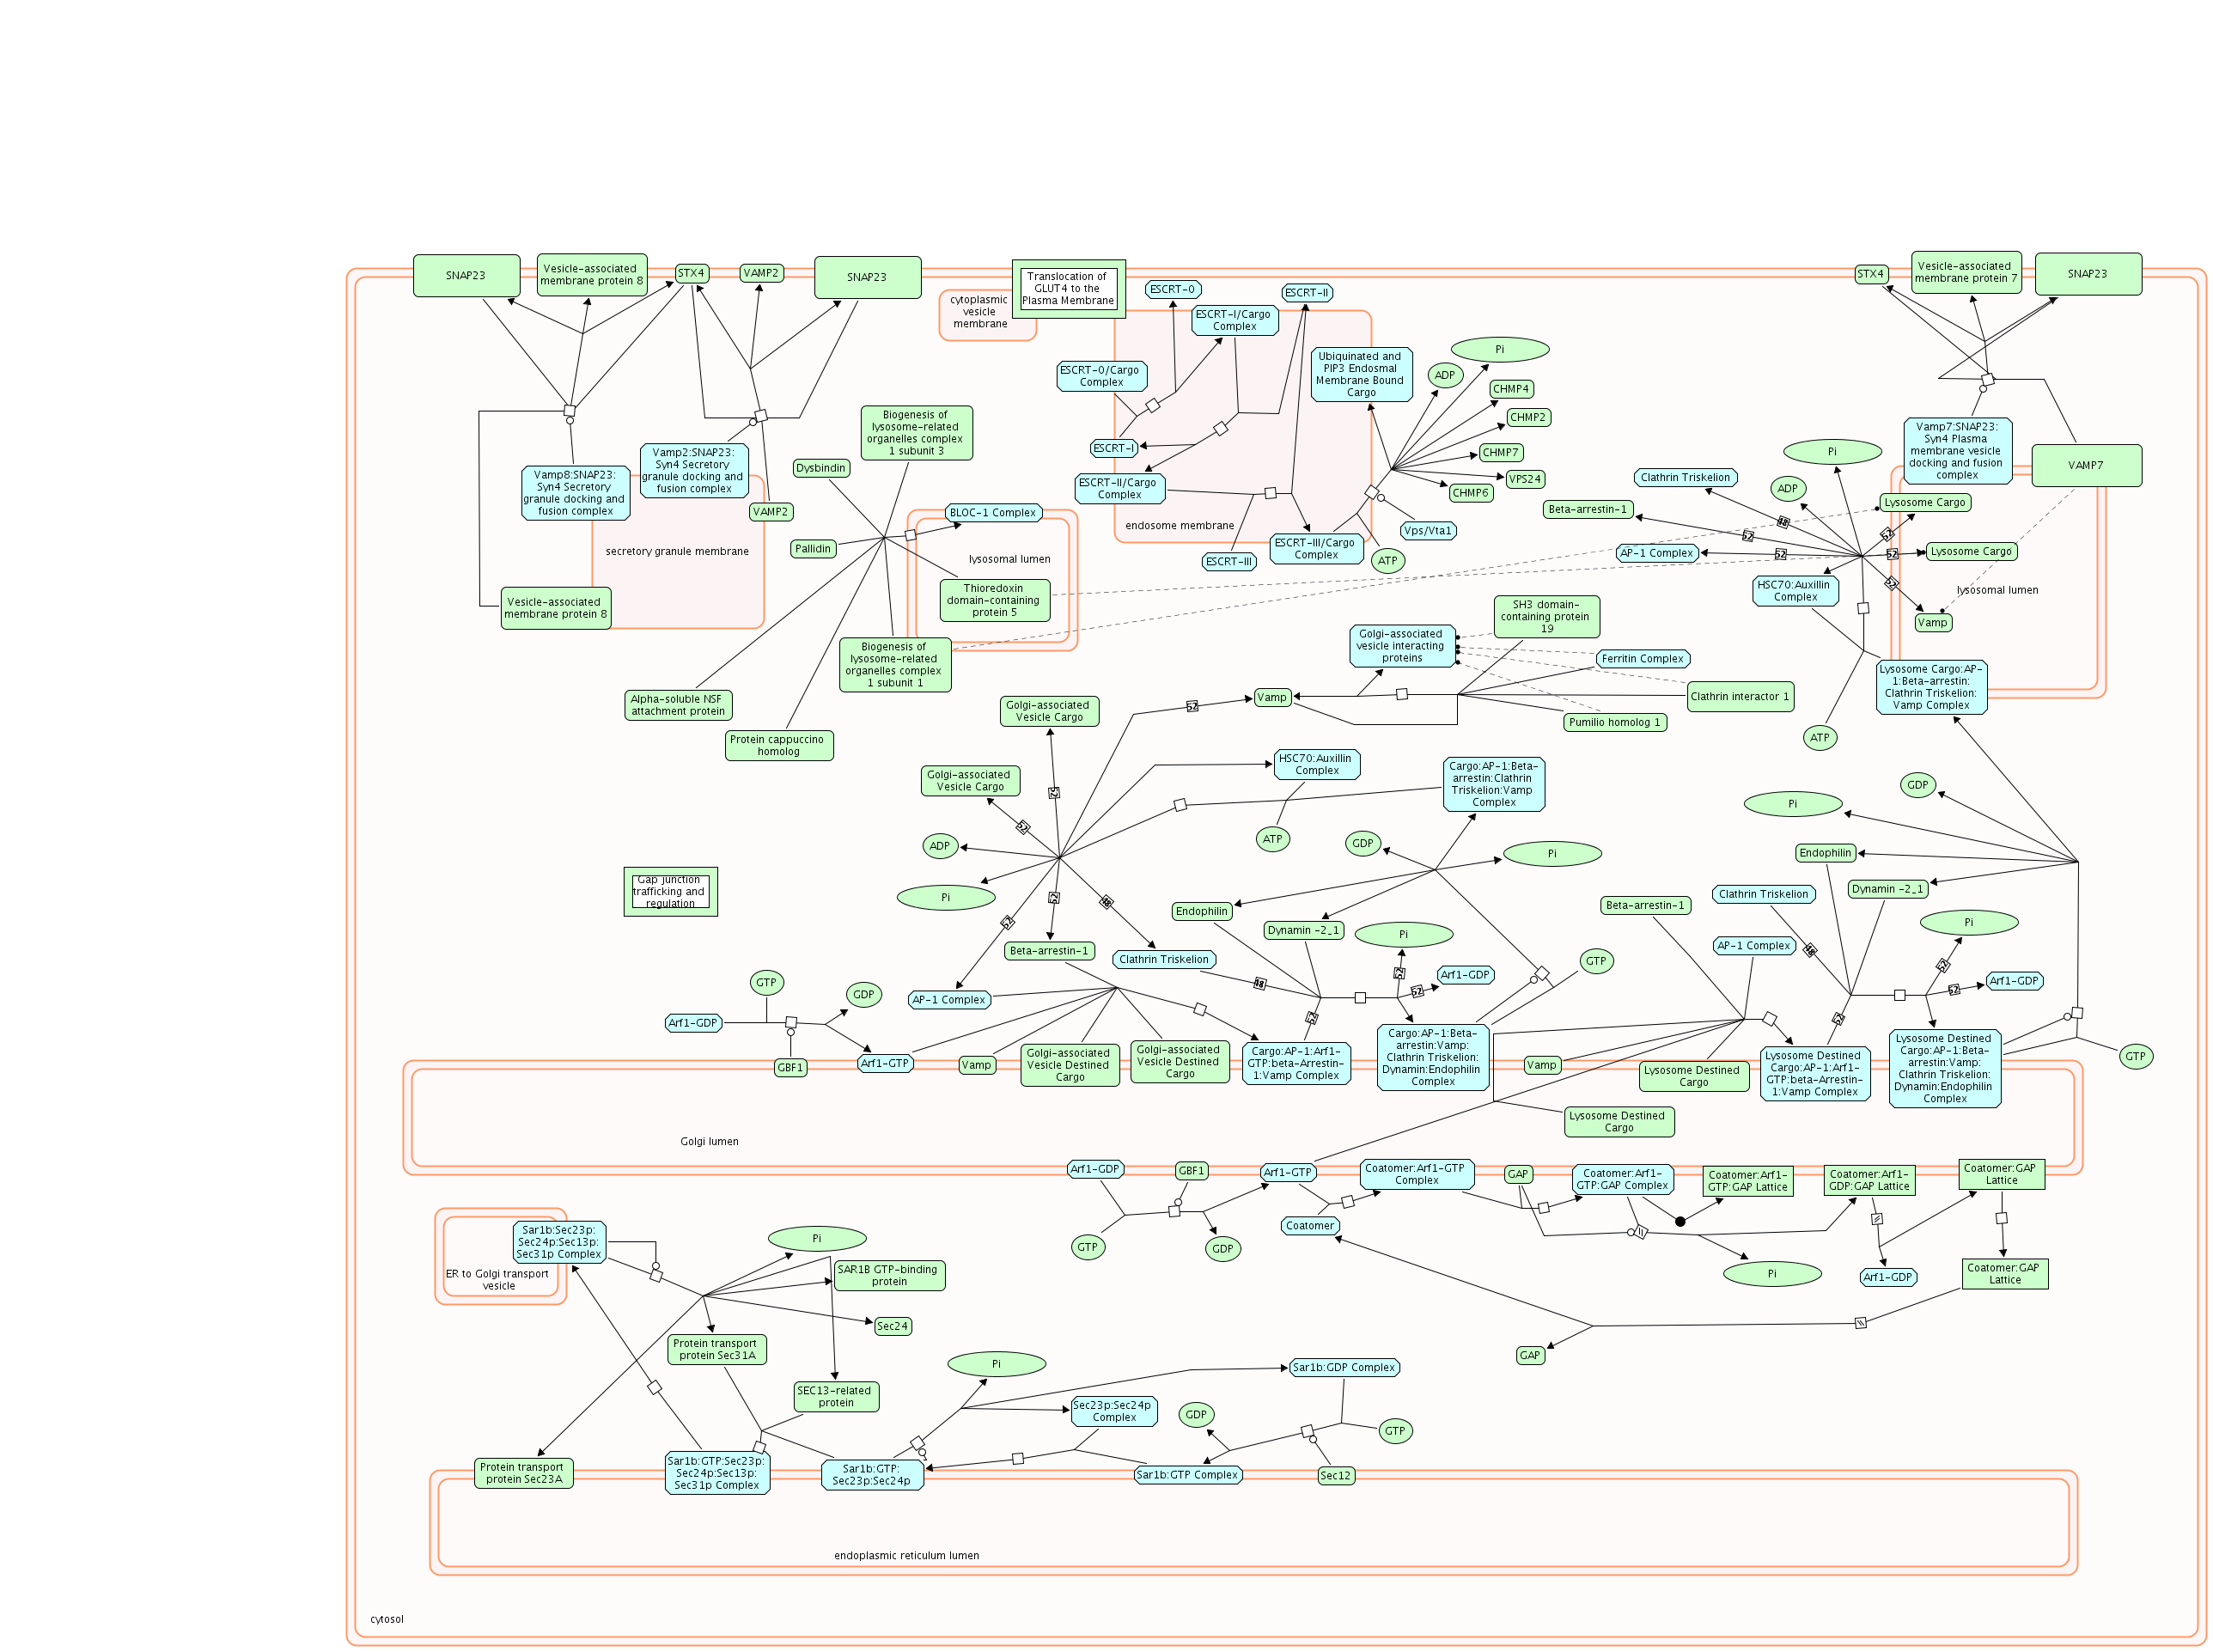 SNAP23
Vesicle-associated
membrane protein 8
STX4
VAMP2
SNAP23
Translocation of
GLUT4 to the
Plasma Membrane
cytoplasmic
vesicle
membrane
ESCRT-0
ESCRT-I/Cargo
Complex
ESCRT-II
STX4
Vesicle-associated
membrane protein 7
SNAP23
ESCRT-0/Cargo
Complex
Ubiquinated and
PIP3 Endosmal
Membrane Bound
Cargo
Pi
ADP
CHMP4
CHMP2
CHMP7
VPS24
CHMP6
ESCRT-I
ESCRT-II/Cargo
Complex
endosome membrane
ESCRT-III
ESCRT-III/Cargo
Complex
Vps/Vta1
ATP
Biogenesis of
lysosome-related
organelles complex
1 subunit 3
Dysbindin
Vamp8:SNAP23:
Syn4 Secretory
granule docking and
fusion complex
Vamp2:SNAP23:
Syn4 Secretory
granule docking and
fusion complex
VAMP2
secretory granule membrane
Vesicle-associated
membrane protein 8
Pallidin
BLOC-1 Complex
lysosomal lumen
Thioredoxin
domain-containing
protein 5
Biogenesis of
lysosome-related
organelles complex
1 subunit 1
Alpha-soluble NSF
attachment protein
Protein cappuccino
homolog
Vamp7:SNAP23:
Syn4 Plasma
membrane vesicle
docking and fusion
complex
VAMP7
Pi
Clathrin Triskelion
ADP
Beta-arrestin-1
Lysosome Cargo
48
52
52
52
52
52
AP-1 Complex
Lysosome Cargo
HSC70:Auxillin
Complex
lysosomal lumen
Vamp
Lysosome Cargo:AP-
1:Beta-arrestin:
Clathrin Triskelion:
Vamp Complex
ATP
SH3 domain-
containing protein
19
Golgi-associated
vesicle interacting
proteins
Ferritin Complex
Clathrin interactor 1
Pumilio homolog 1
Vamp
52
Golgi-associated
Vesicle Cargo
Golgi-associated
Vesicle Cargo
52
52
HSC70:Auxillin
Complex
Cargo:AP-1:Beta-
arrestin:Clathrin
Triskelion:Vamp
Complex
ADP
Pi
ATP
GDP
Pi
52
52
48
Endophilin
Dynamin -2_1
Pi
Beta-arrestin-1
Clathrin Triskelion
AP-1 Complex
48
52
52
52
Arf1-GDP
GTP
GDP
Pi
Endophilin
Dynamin -2_1
Clathrin Triskelion
Beta-arrestin-1
AP-1 Complex
48
Pi
52
52
52
Arf1-GDP
Gap junction
trafficking and
regulation
GTP
GDP
Arf1-GDP
GBF1
Arf1-GTP
Vamp
Golgi-associated
Vesicle Destined
Cargo
Golgi-associated
Vesicle Destined
Cargo
Cargo:AP-1:Arf1-
GTP:beta-Arrestin-
1:Vamp Complex
Cargo:AP-1:Beta-
arrestin:Vamp:
Clathrin Triskelion:
Dynamin:Endophilin
Complex
Vamp
Lysosome Destined
Cargo
Lysosome Destined
Cargo:AP-1:Arf1-
GTP:beta-Arrestin-
1:Vamp Complex
Lysosome Destined
Cargo:AP-1:Beta-
arrestin:Vamp:
Clathrin Triskelion:
Dynamin:Endophilin
Complex
GTP
Lysosome Destined
Cargo
Golgi lumen
Arf1-GDP
GBF1
Arf1-GTP
Coatomer:Arf1-GTP
Complex
GAP
Coatomer:Arf1-
GTP:GAP Complex
Coatomer:Arf1-
GTP:GAP Lattice
Coatomer:Arf1-
GDP:GAP Lattice
Coatomer:GAP
Lattice
GTP
GDP
Coatomer
Pi
Arf1-GDP
Coatomer:GAP
Lattice
GAP
Sar1b:Sec23p:
Sec24p:Sec13p:
Sec31p Complex
ER to Golgi transport
vesicle
Pi
SAR1B GTP-binding
protein
Sec24
Protein transport
protein Sec31A
SEC13-related
protein
Pi
Sar1b:GDP Complex
Sec23p:Sec24p
Complex
GDP
GTP
Protein transport
protein Sec23A
Sar1b:GTP:Sec23p:
Sec24p:Sec13p:
Sec31p Complex
Sar1b:GTP:
Sec23p:Sec24p
Sar1b:GTP Complex
Sec12
endoplasmic reticulum lumen
cytosol